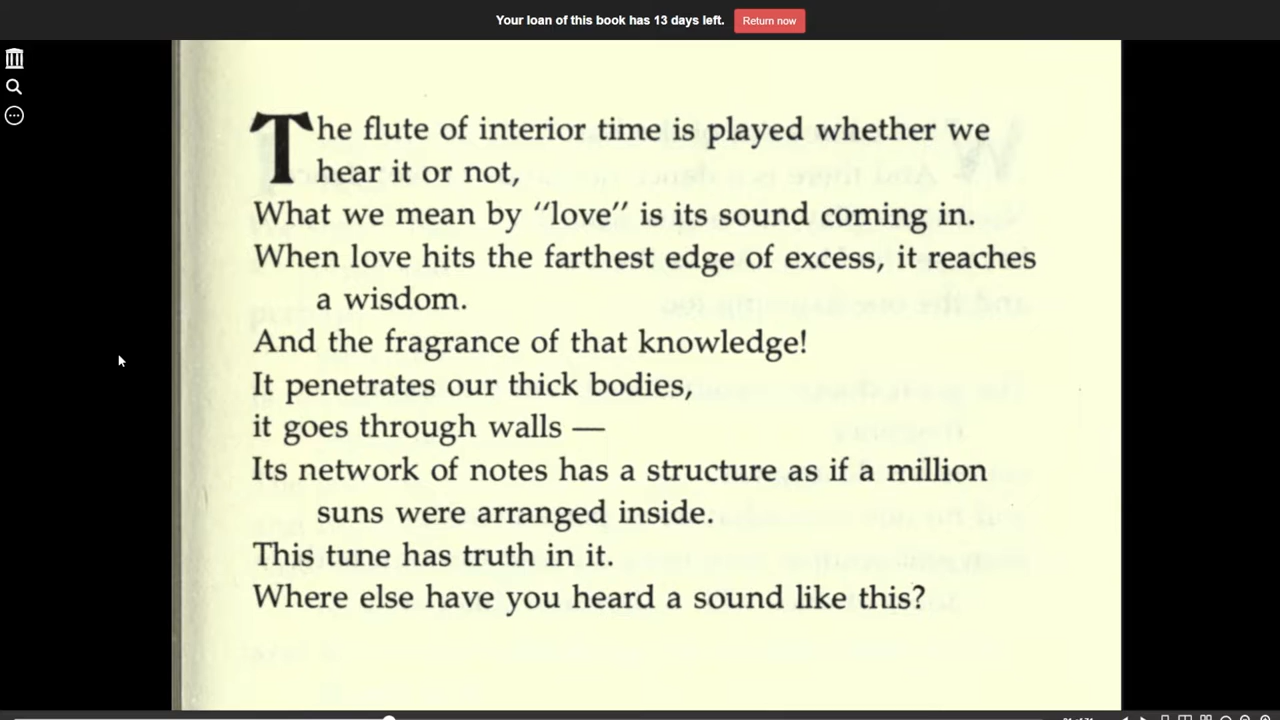 Your loan of this book has 13 days left. Return now
The flute of interior time is played whether we
hear it or not,
What we mean by “love” is its sound coming in.
When love hits the farthest edge of excess, it reaches
a wisdom.
And the fragrance of that knowledge!
It penetrates our thick bodies,
it goes through walls —
Its network of notes has a structure as if a million
suns were arranged inside.
This tune has truth in it.
Where else have you heard a sound like this?